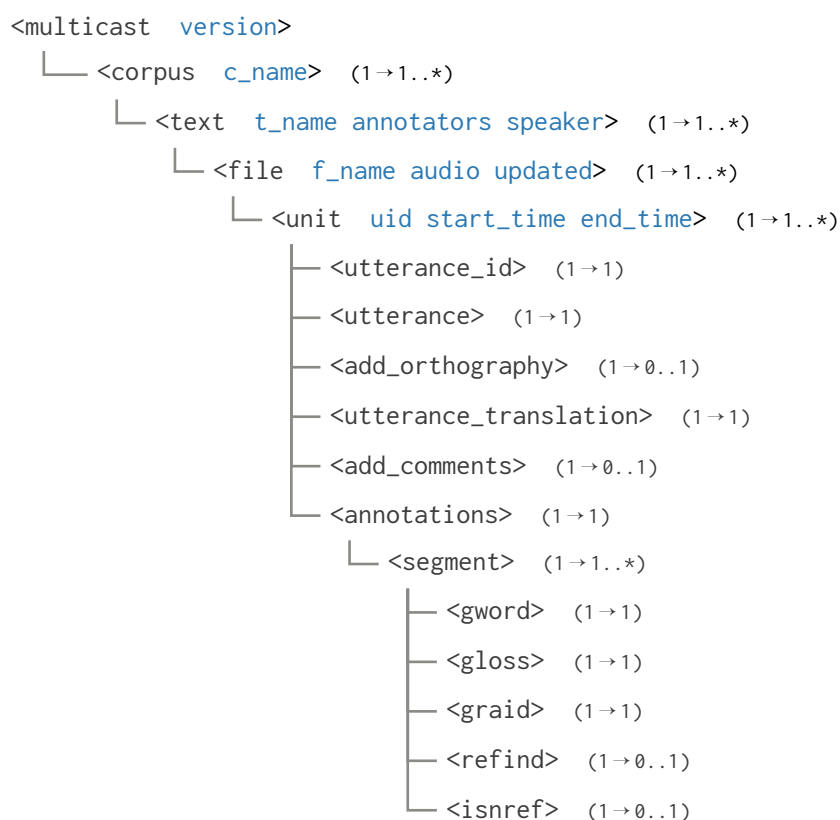 <multicast version>
<corpus c_name> (1→1..*)
<text t_name annotators speaker> (1→1..*)
<file f_name audio updated> (1→1..*)
<unit uid start_time end_time> (1→1..*)
<utterance_id> (1→1)
<utterance> (1→1)
<add_orthography> (1→0..1)
<utterance_translation> (1→1)
<add_comments> (1→0..1)
<annotations> (1→1)
<segment> (1→1..*)
<gword> (1→1)
<gloss> (1→1)
<graid> (1→1)
<refind> (1→0..1)
<isnref> (1→0..1)